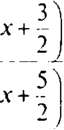 x + 3/2)
x + 5/2)